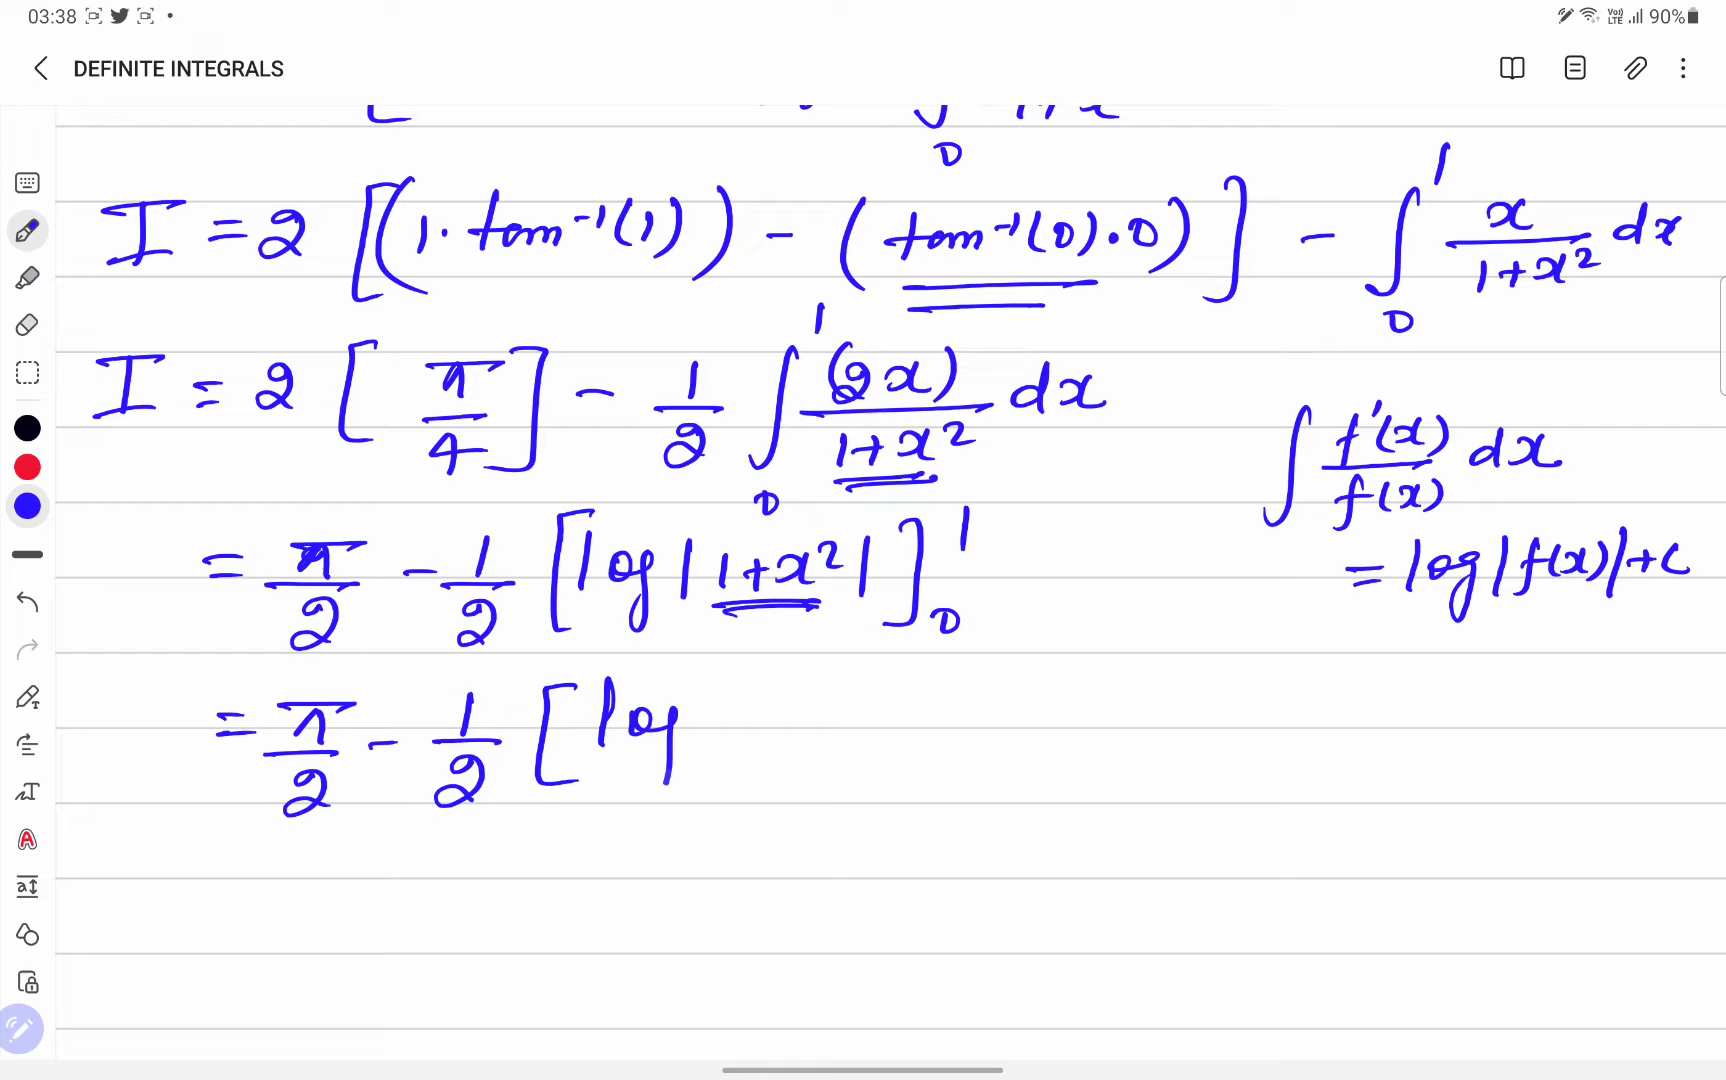 03:38
90%
DEFINITE INTEGRALS
0
1
I = 2 [(1 · tan⁻¹(1)) - (tan⁻¹(0) · 0)] - ∫₀¹ x/(1+x²) dx
I = 2 [π/4] - 1/2 ∫₀¹ (2x)/(1+x²) dx
∫ f'(x)/f(x) dx
= π/2 - 1/2 [log|1+x²|]₀¹
= log|f(x)|+C
= π/2 - 1/2 [log